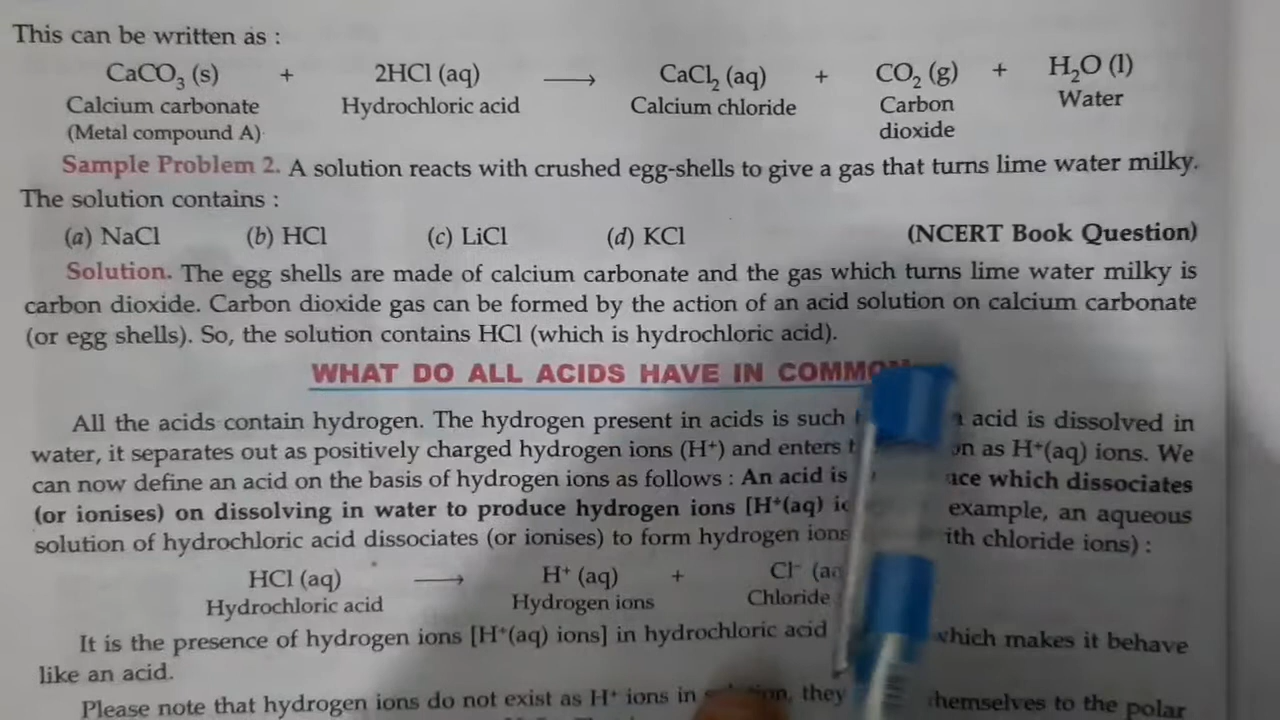 This can be written as :
CaCO₃ (s) + 2HCl (aq) ⟶ CaCl₂ (aq) + CO₂ (g) + H₂O (l)
Calcium carbonate Hydrochloric acid Calcium chloride Carbon Water
(Metal compound A) dioxide
Sample Problem 2. A solution reacts with crushed egg-shells to give a gas that turns lime water milky.
The solution contains :
(a) NaCl (b) HCl (c) LiCl (d) KCl (NCERT Book Question)
Solution. The egg shells are made of calcium carbonate and the gas which turns lime water milky is
carbon dioxide. Carbon dioxide gas can be formed by the action of an acid solution on calcium carbonate
(or egg shells). So, the solution contains HCl (which is hydrochloric acid).
WHAT DO ALL ACIDS HAVE IN
All the acids contain hydrogen. The hydrogen present in acids is such acid is dissolved in
water, it separates out as positively charged hydrogen ions (H⁺) and enters as H⁺(aq) ions. We
can now define an acid on the basis of hydrogen ions as follows : An acid is which dissociates
(or ionises) on dissolving in water to produce hydrogen ions [H⁺(aq) example, an aqueous
solution of hydrochloric acid dissociates (or ionises) to form hydrogen ions chloride ions) :
HCl (aq) ⟶ H⁺ (aq) + Cl⁻
Hydrochloric acid Hydrogen ions Chloride
It is the presence of hydrogen ions [H⁺(aq) ions] in hydrochloric acid which makes it behave
like an acid.
Please note that hydrogen ions do not exist as H⁺ ions in they themselves to the polar